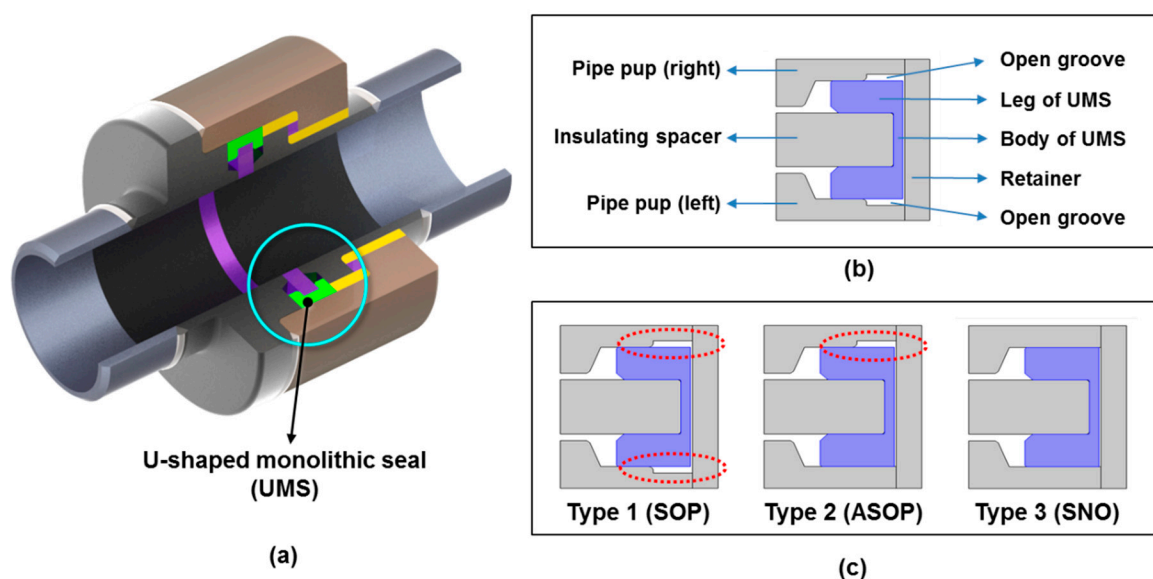 U-shaped monolithic seal
(UMS)
(a)
Pipe pup (right)
Insulating spacer
Pipe pup (left)
Open groove
Leg of UMS
Body of UMS
Retainer
Open groove
(b)
Type 1 (SOP)
Type 2 (ASOP)
Type 3 (SNO)
(c)